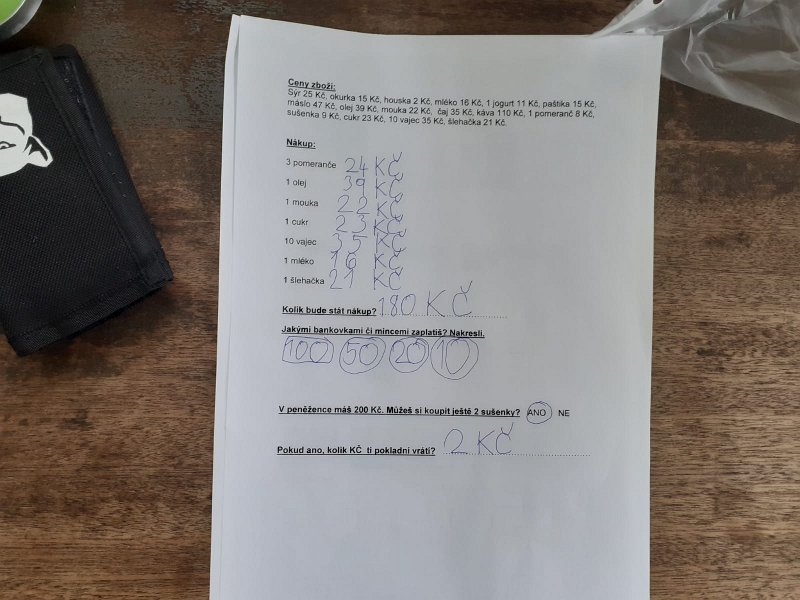 Ceny zboží:
Sýr 25 Kč, okurka 15 Kč, houska 2 Kč, mléko 16 Kč, 1 jogurt 11 Kč, paštika 15 Kč,
máslo 47 Kč, olej 39 Kč, mouka 22 Kč, čaj 35 Kč, káva 110 Kč, 1 pomeranč 8 Kč,
sušenka 9 Kč, cukr 23 Kč, 10 vajec 35 Kč, šlehačka 21 Kč.
Nákup:
3 pomeranče 24 KČ
1 olej 39 KČ
1 mouka 22 KČ
1 cukr 23 KČ
10 vajec 35 KČ
1 mléko 16 KČ
1 šlehačka 21 KČ
Kolik bude stát nákup? 180 KČ
Jakými bankovkami či mincemi zaplatíš? Nakresli.
100 50 20 10
V peněžence máš 200 Kč. Můžeš si koupit ještě 2 sušenky? ANO NE
Pokud ano, kolik KČ ti pokladní vrátí? 2 KČ